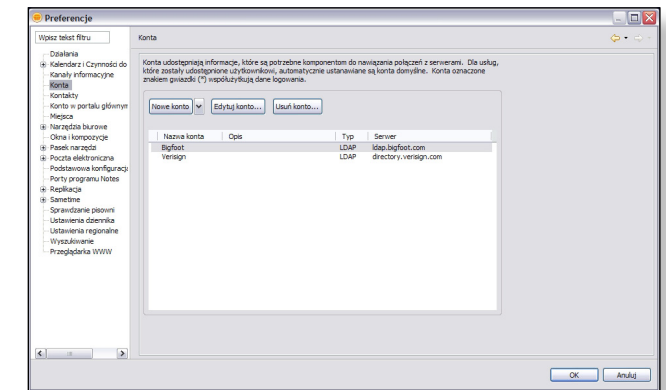 Preferencje
Wpisz tekst filtru
Konta
Działania
Kalendarz i Czynności do
Kanały informacyjne
Konta
Kontakty
Konto w portalu głównym
Miejsca
Narzędzia biurowe
Okna i kompozycje
Pasek narzędzi
Poczta elektroniczna
Podstawowa konfiguracja
Porty programu Notes
Replikacja
Sametime
Sprawdzanie pisowni
Ustawienia dziennika
Ustawienia regionalne
Wyszukiwanie
Przeglądarka WWW
Konta udostępniają informacje, które są potrzebne komponentom do nawiązania połączeń z serwerami. Dla usług,
które zostały udostępnione użytkownikowi, automatycznie ustanawiane są konta domyślne. Konta oznaczone
znakiem gwiazdki (*) współużytkują dane logowania.
Nowe konto Edytuj konto... Usuń konto...
Nazwa konta Opis Typ Serwer
Bigfoot LDAP ldap.bigfoot.com
Verisign LDAP directory.verisign.com
OK Anuluj